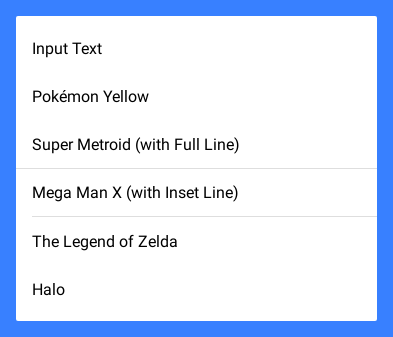 Input Text
Pokémon Yellow
Super Metroid (with Full Line)
Mega Man X (with Inset Line)
The Legend of Zelda
Halo